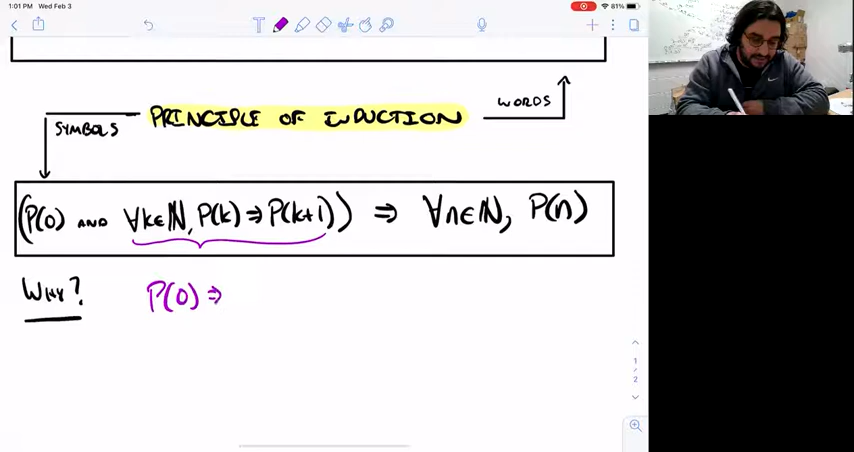 1:01 PM Wed Feb 3
81%
WORDS
PRINCIPLE OF INDUCTION
SYMBOLS
(P(0) AND ∀k∈ℕ, P(k)⇒P(k+1)) ⇒ ∀n∈ℕ, P(n)
WHY? P(0) ⇒
1
/
2